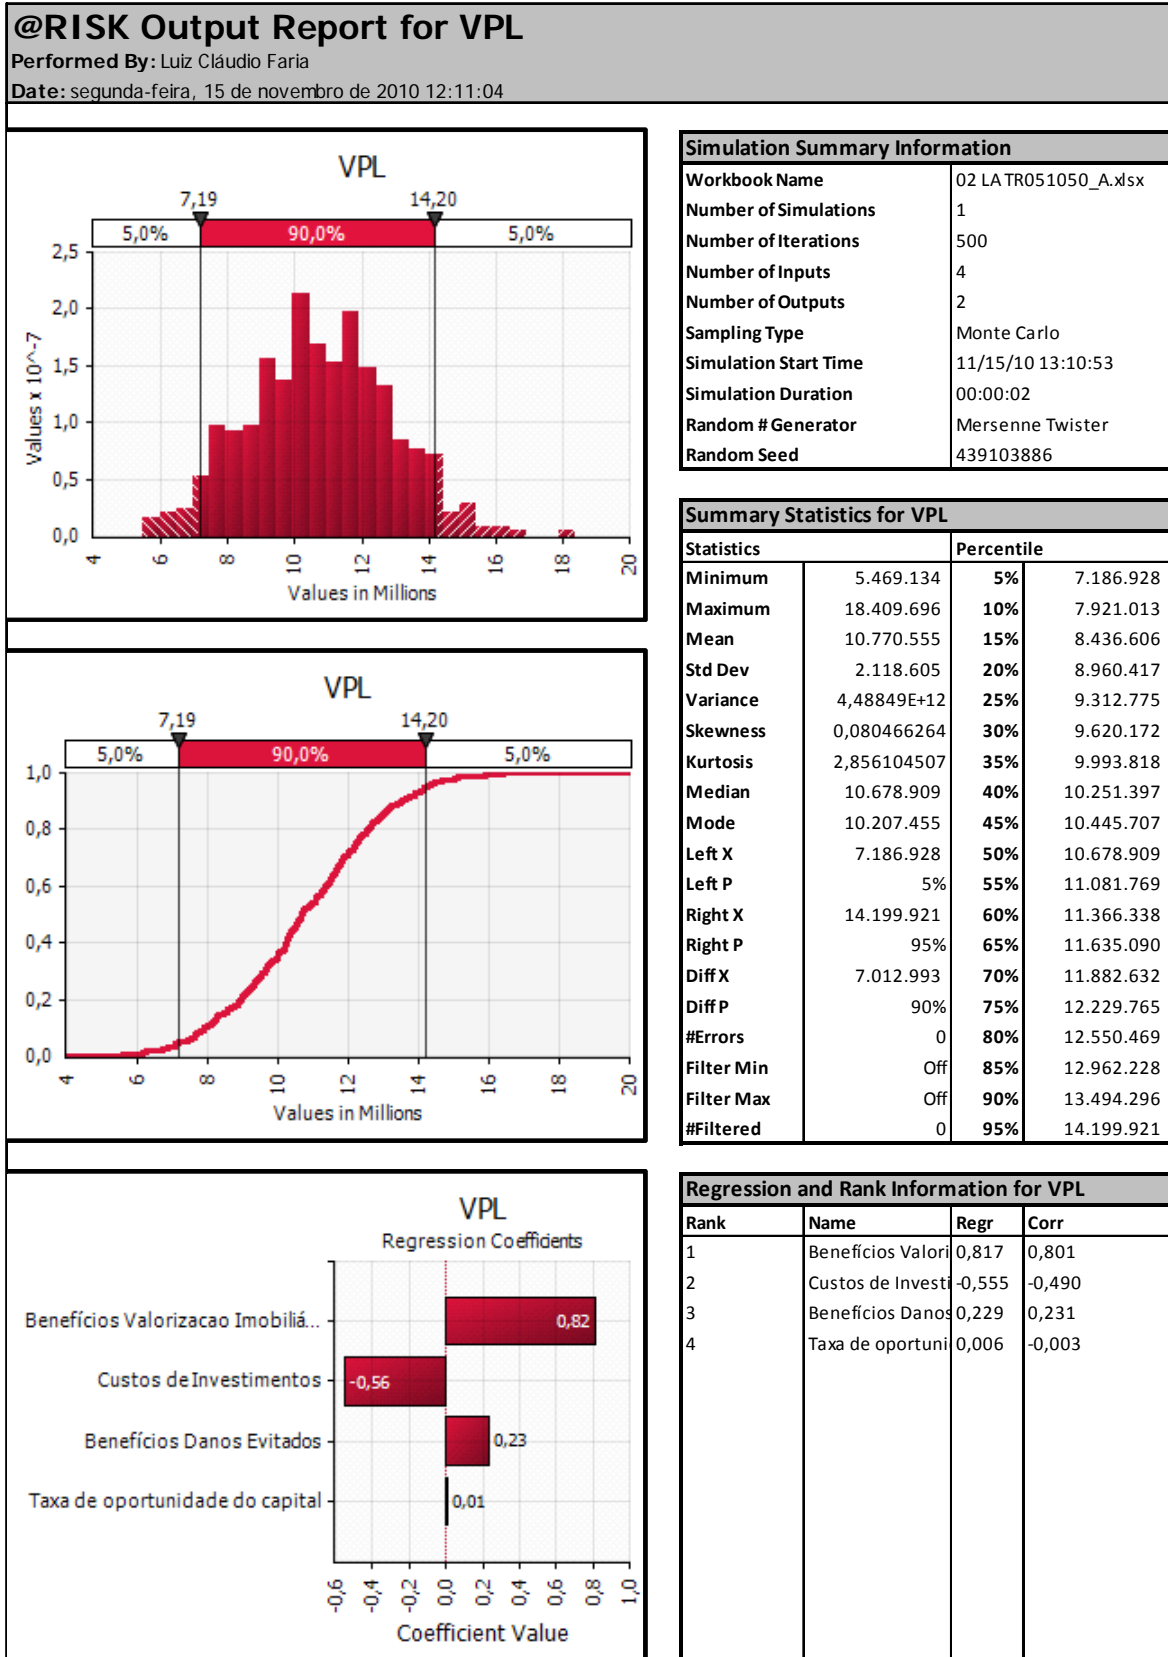 @RISK Output Report for VPL
Performed By: Luiz Cláudio Faria
Date: segunda-feira, 15 de novembro de 2010 12:11:04
VPL
7,19 14,20
5,0% 90,0% 5,0%
2,5
2,0
1,5
1,0
0,5
0,0
Values x 10^-7
4 6 8 10 12 14 16 18 20
Values in Millions
Simulation Summary Information
Workbook Name 02 LA TR051050_A.xlsx
Number of Simulations 1
Number of Iterations 500
Number of Inputs 4
Number of Outputs 2
Sampling Type Monte Carlo
Simulation Start Time 11/15/10 13:10:53
Simulation Duration 00:00:02
Random # Generator Mersenne Twister
Random Seed 439103886
VPL
7,19 14,20
5,0% 90,0% 5,0%
1,0
0,8
0,6
0,4
0,2
0,0
4 6 8 10 12 14 16 18 20
Values in Millions
Summary Statistics for VPL
Statistics Percentile
Minimum 5.469.134 5% 7.186.928
Maximum 18.409.696 10% 7.921.013
Mean 10.770.555 15% 8.436.606
Std Dev 2.118.605 20% 8.960.417
Variance 4,48849E+12 25% 9.312.775
Skewness 0,080466264 30% 9.620.172
Kurtosis 2,856104507 35% 9.993.818
Median 10.678.909 40% 10.251.397
Mode 10.207.455 45% 10.445.707
Left X 7.186.928 50% 10.678.909
Left P 5% 55% 11.081.769
Right X 14.199.921 60% 11.366.338
Right P 95% 65% 11.635.090
Diff X 7.012.993 70% 11.882.632
Diff P 90% 75% 12.229.765
#Errors 0 80% 12.550.469
Filter Min Off 85% 12.962.228
Filter Max Off 90% 13.494.296
#Filtered 0 95% 14.199.921
VPL
Regression Coefficients
Benefícios Valorizacao Imobiliá... 0,82
Custos de Investimentos -0,56
Benefícios Danos Evitados 0,23
Taxa de oportunidade do capital 0,01
-0,6 -0,4 -0,2 0,0 0,2 0,4 0,6 0,8 1,0
Coefficient Value
Regression and Rank Information for VPL
Rank Name Regr Corr
1 Benefícios Valori 0,817 0,801
2 Custos de Investi -0,555 -0,490
3 Benefícios Danos 0,229 0,231
4 Taxa de oportuni 0,006 -0,003